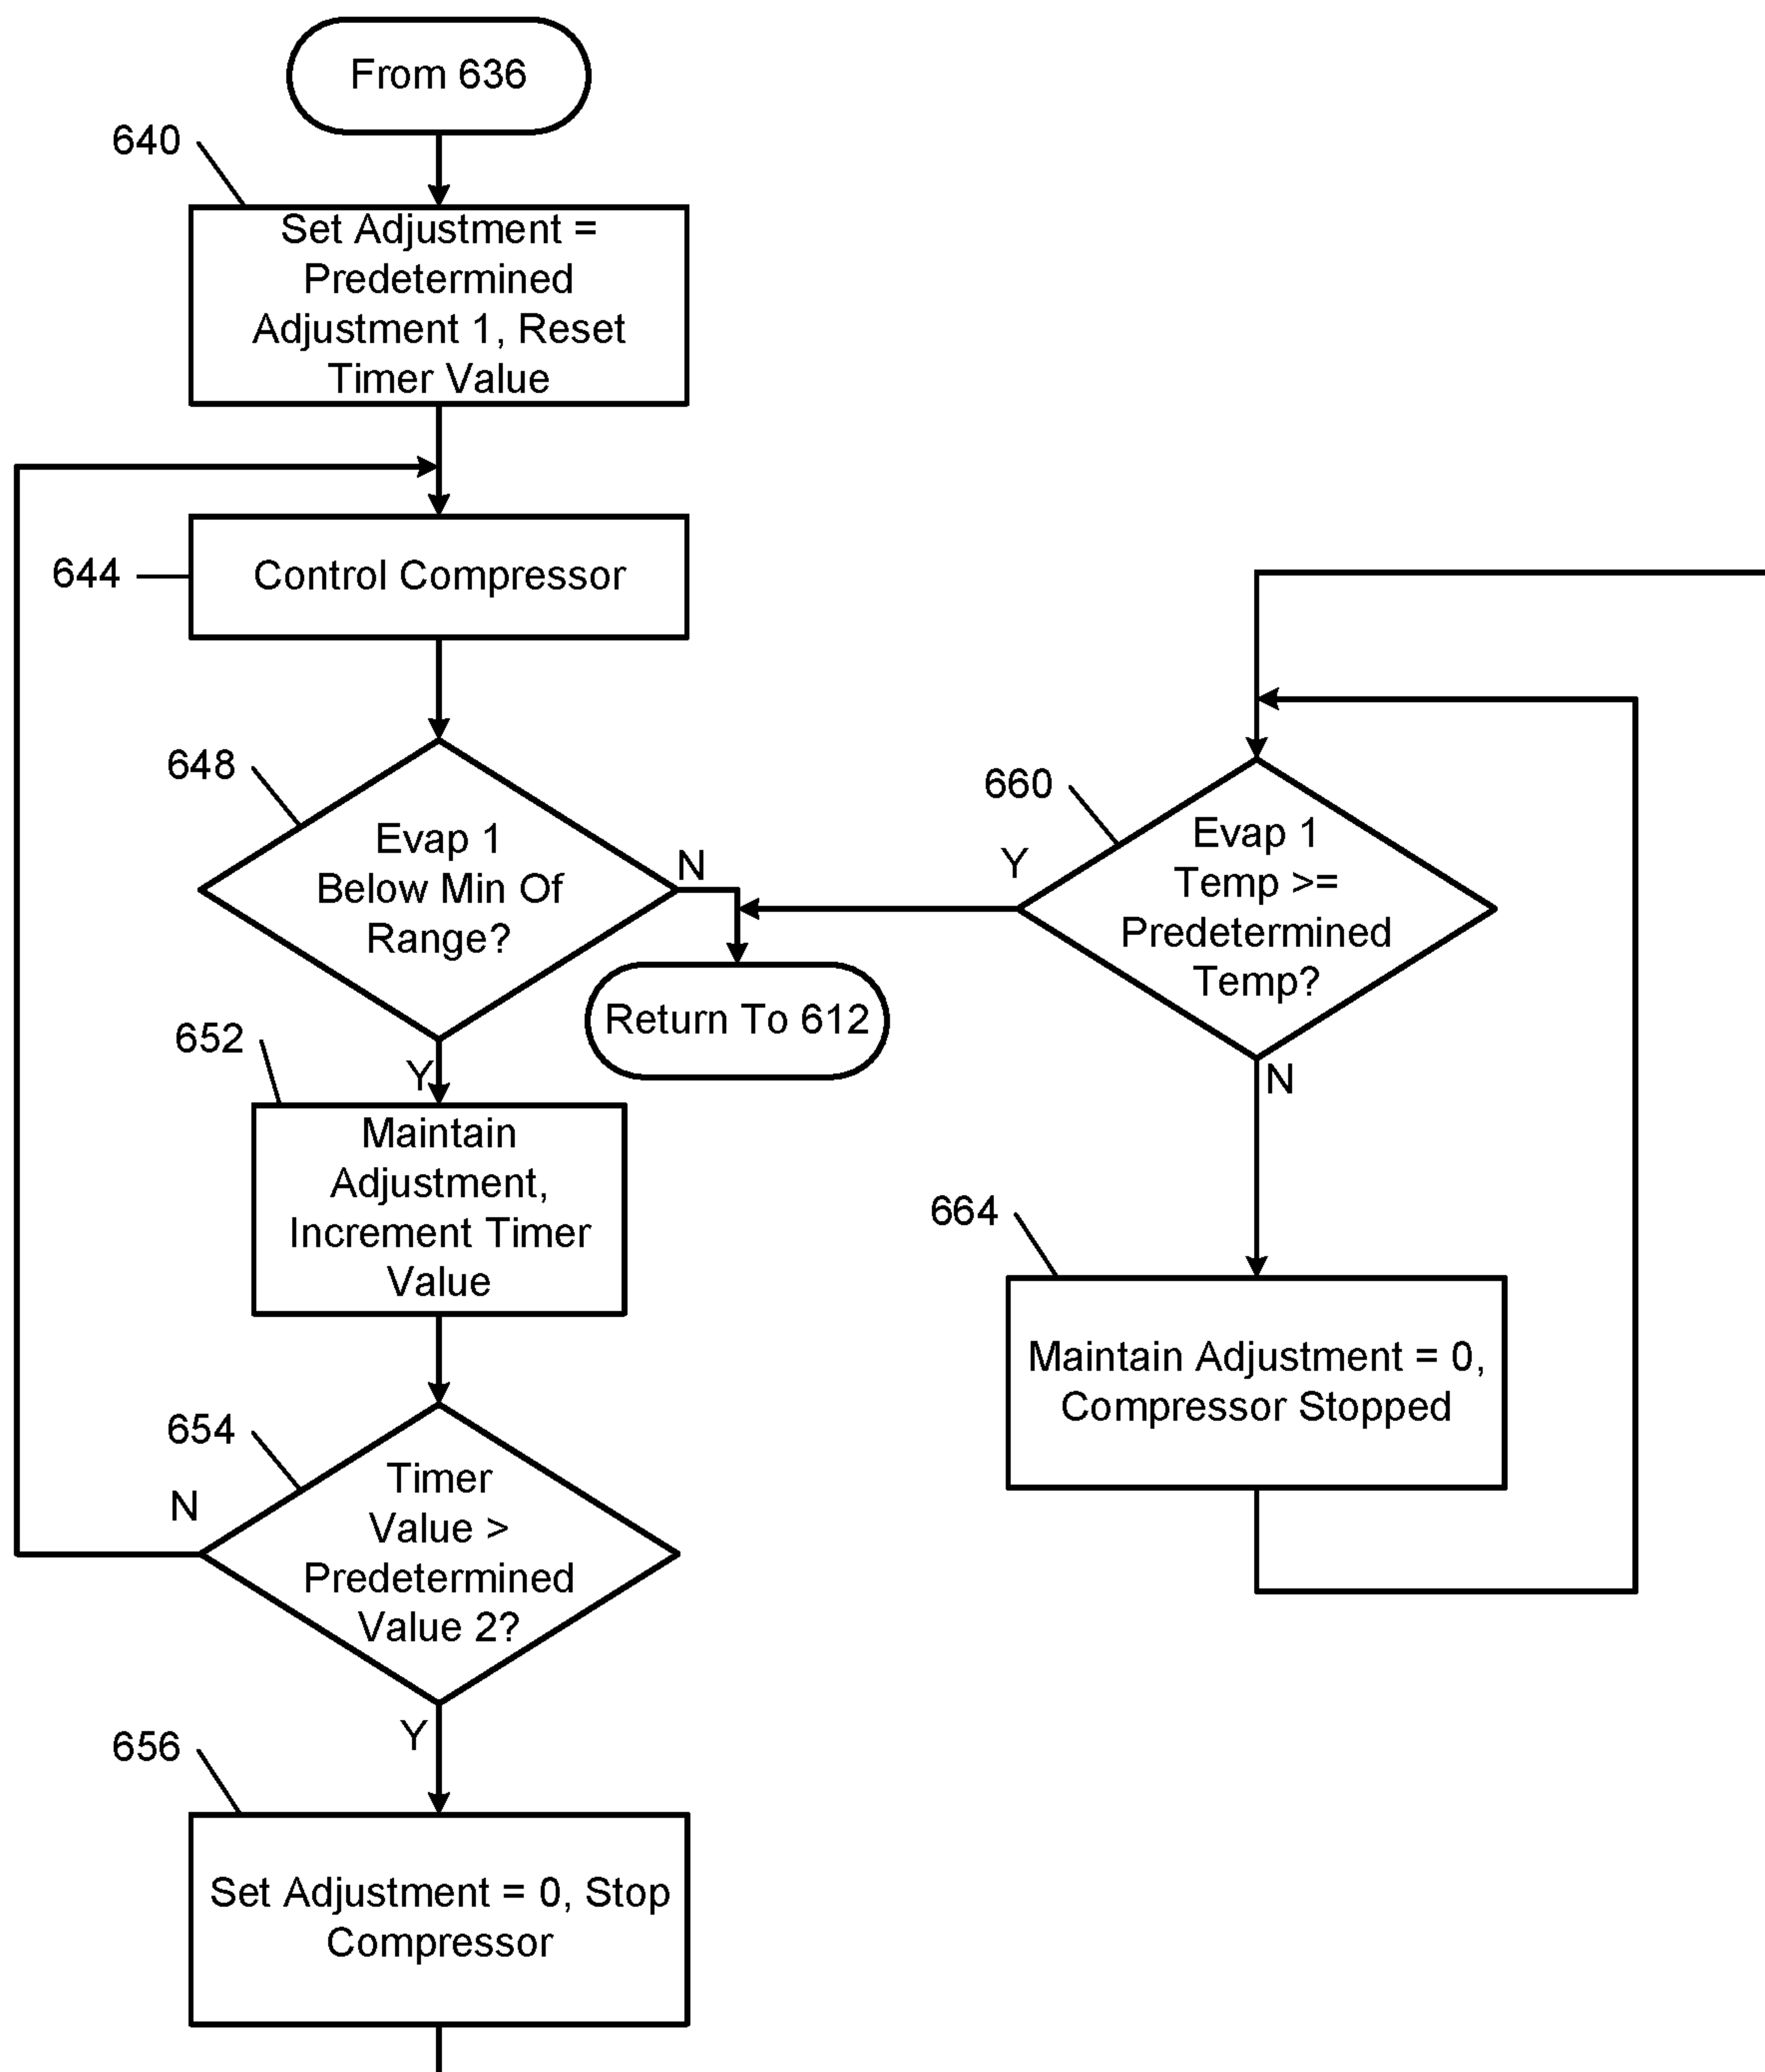 From 636
640
Set Adjustment =
Predetermined
Adjustment 1, Reset
Timer Value
644
Control Compressor
648
Evap 1
Below Min Of
Range?
N
Y
Return To 612
652
Maintain
Adjustment,
Increment Timer
Value
654
Timer
Value >
Predetermined
Value 2?
N
Y
656
Set Adjustment = 0, Stop
Compressor
660
Evap 1
Temp >=
Predetermined
Temp?
Y
N
664
Maintain Adjustment = 0,
Compressor Stopped